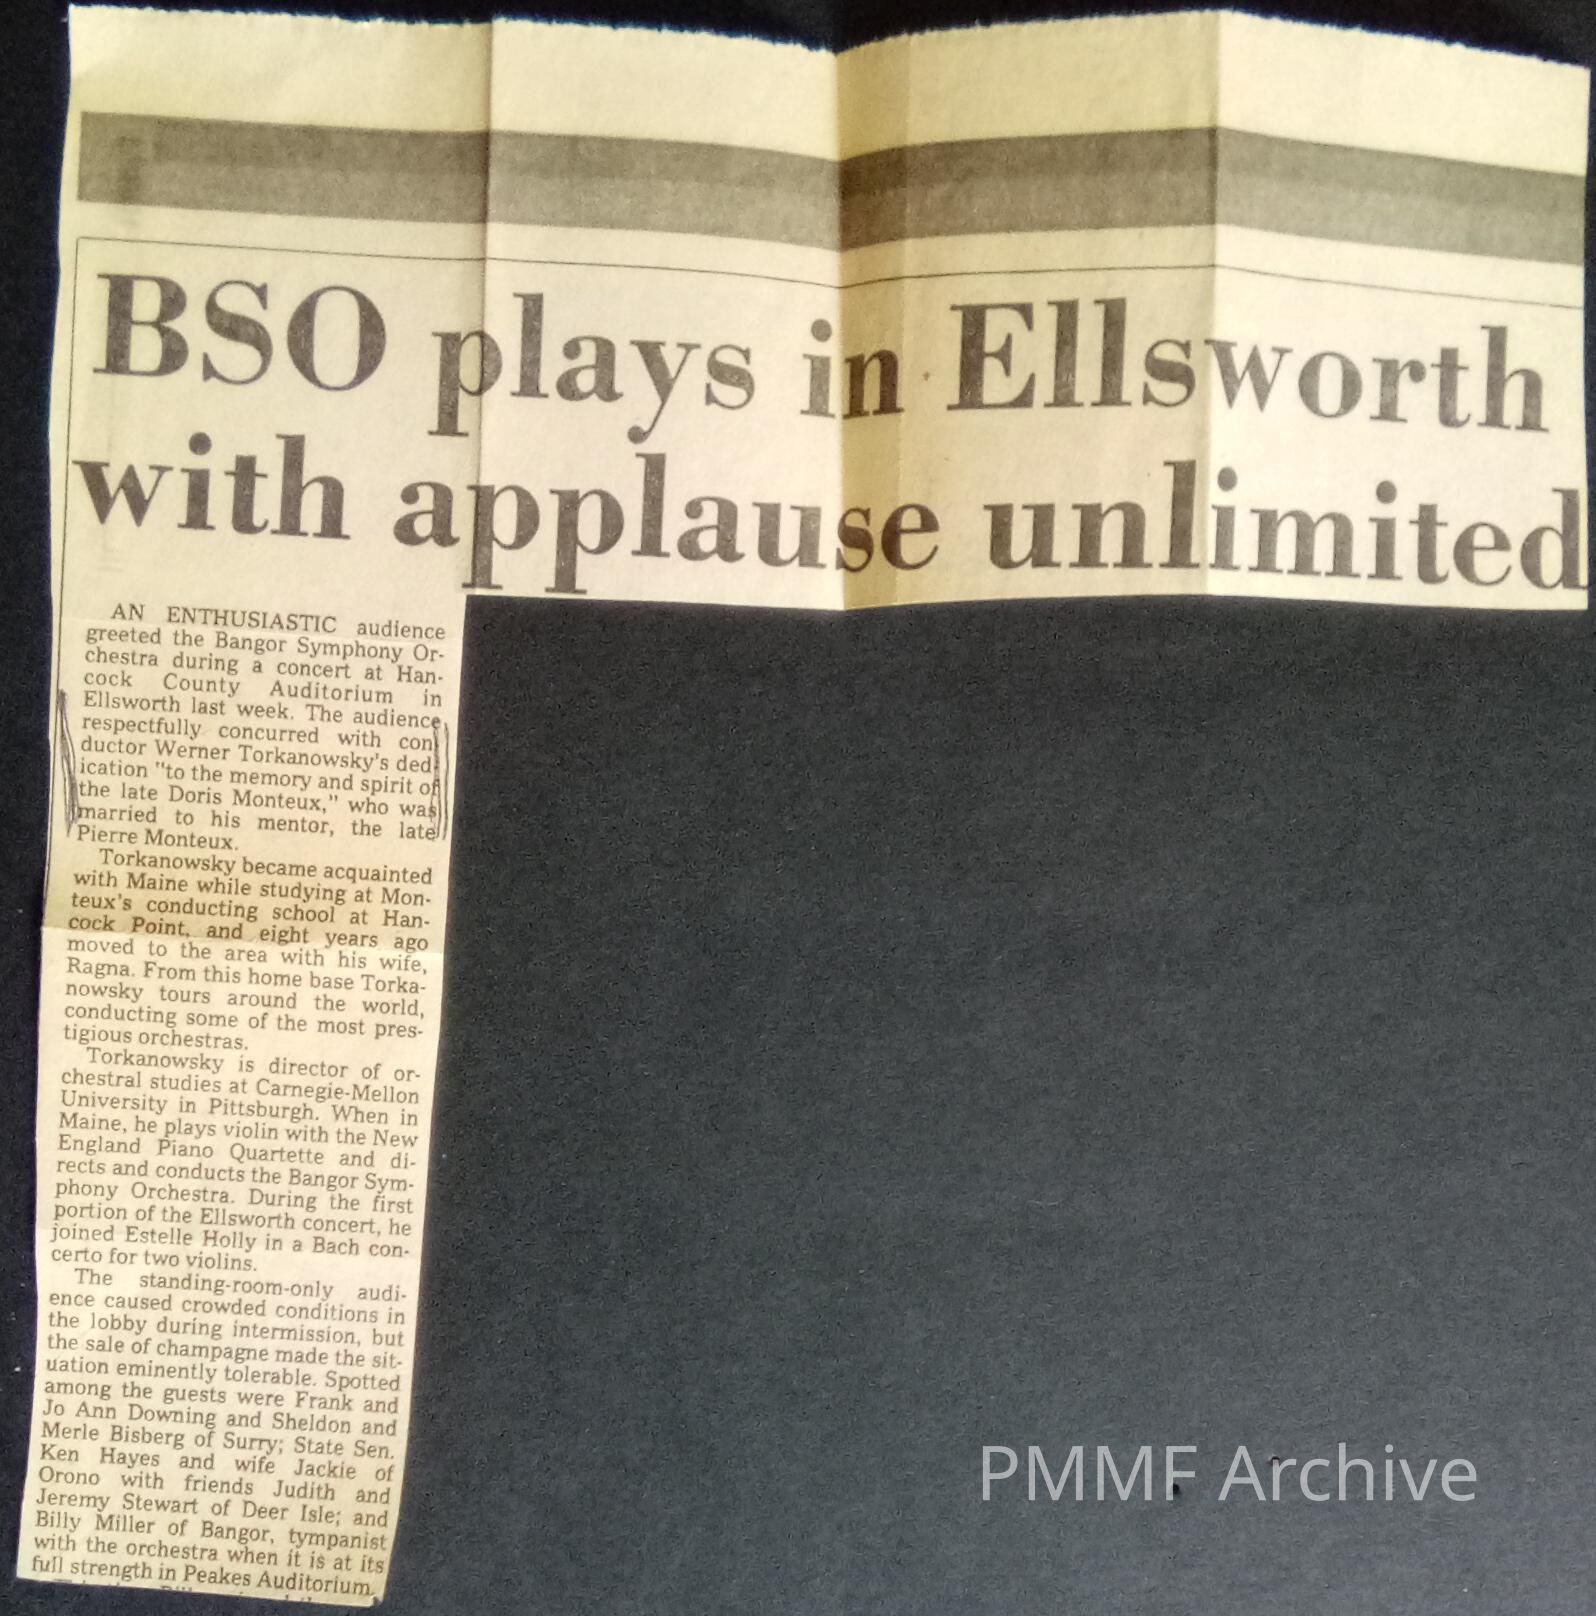 BSO plays in Ellsworth
with applause unlimited
AN ENTHUSIASTIC audience
greeted the Bangor Symphony Or-
chestra during a concert at Han-
cock County Auditorium in
Ellsworth last week. The audience
respectfully concurred with con
ductor Werner Torkanowsky's ded
ication "to the memory and spirit of
the late Doris Monteux," who was
married to his mentor, the late
Pierre Monteux.
Torkanowsky became acquainted
with Maine while studying at Mon-
teux's conducting school at Han-
cock Point, and eight years ago
moved to the area with his wife,
Ragna. From this home base Torka-
nowsky tours around the world,
conducting some of the most pres-
tigious orchestras.
Torkanowsky is director of or-
chestral studies at Carnegie-Mellon
University in Pittsburgh. When in
Maine, he plays violin with the New
England Piano Quartette and di-
rects and conducts the Bangor Sym-
phony Orchestra. During the first
portion of the Ellsworth concert, he
joined Estelle Holly in a Bach con-
certo for two violins.
The standing-room-only audi-
ence caused crowded conditions in
the lobby during intermission, but
the sale of champagne made the sit-
uation eminently tolerable. Spotted
among the guests were Frank and
Jo Ann Downing and Sheldon and
Merle Bisberg of Surry; State Sen.
Ken Hayes and wife Jackie of
Orono with friends Judith and
Jeremy Stewart of Deer Isle; and
Billy Miller of Bangor, tympanist
with the orchestra when it is at its
full strength in Peakes Auditorium.
PMMF Archive